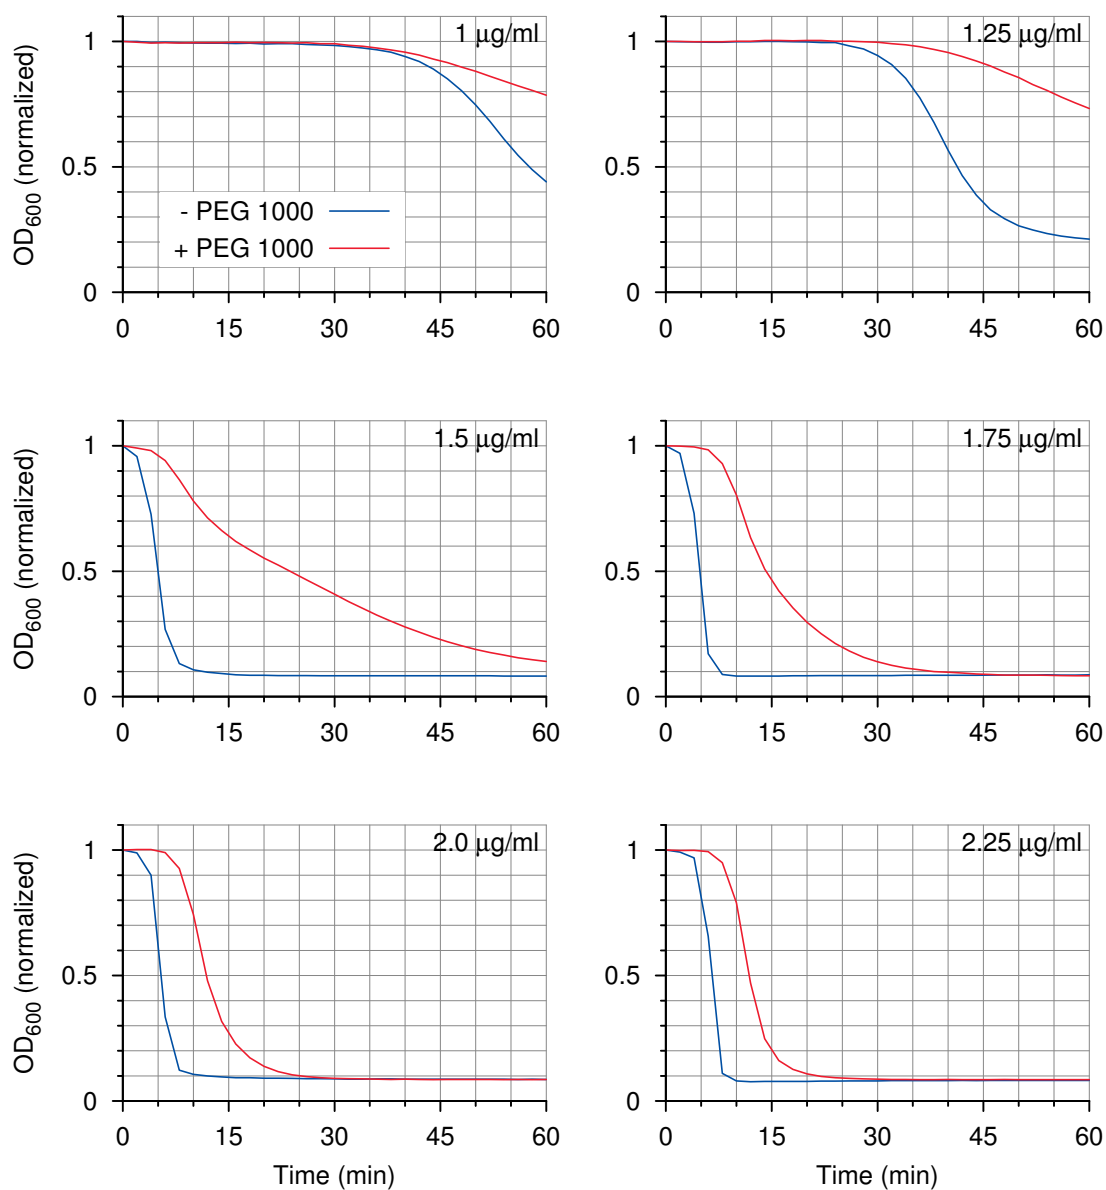 1 μg/ml
1.25 μg/ml
OD600 (normalized)
1
0.5
0
- PEG 1000
+ PEG 1000
0 15 30 45 60
1
0.5
0
0 15 30 45 60
1.5 μg/ml
1.75 μg/ml
OD600 (normalized)
1
0.5
0
0 15 30 45 60
1
0.5
0
0 15 30 45 60
2.0 μg/ml
2.25 μg/ml
OD600 (normalized)
1
0.5
0
0 15 30 45 60
Time (min)
1
0.5
0
0 15 30 45 60
Time (min)